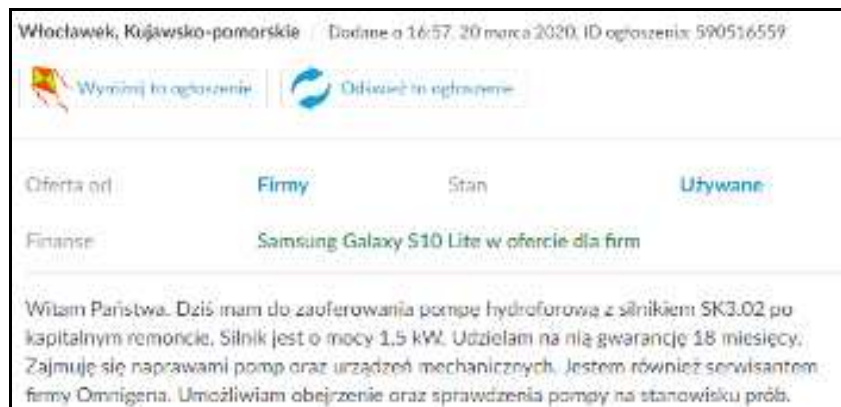 Włocławek, Kujawsko-pomorskie | Dodane o 16:57, 20 marca 2020, ID ogłoszenia: 590516559
Wyróżnij to ogłoszenie Odśwież to ogłoszenie
Oferta od Firmy Stan Używane
Finanse Samsung Galaxy S10 Lite w ofercie dla firm
Witam Państwa. Dziś mam do zaoferowania pompę hydroforową z silnikiem SK3.02 po
kapitalnym remoncie. Silnik jest o mocy 1,5 kW. Udzielam na nią gwarancję 18 miesięcy.
Zajmuję się naprawami pomp oraz urządzeń mechanicznych. Jestem również serwisantem
firmy Omnigena. Umożliwiam obejrzenie oraz sprawdzenia pompy na stanowisku prób.